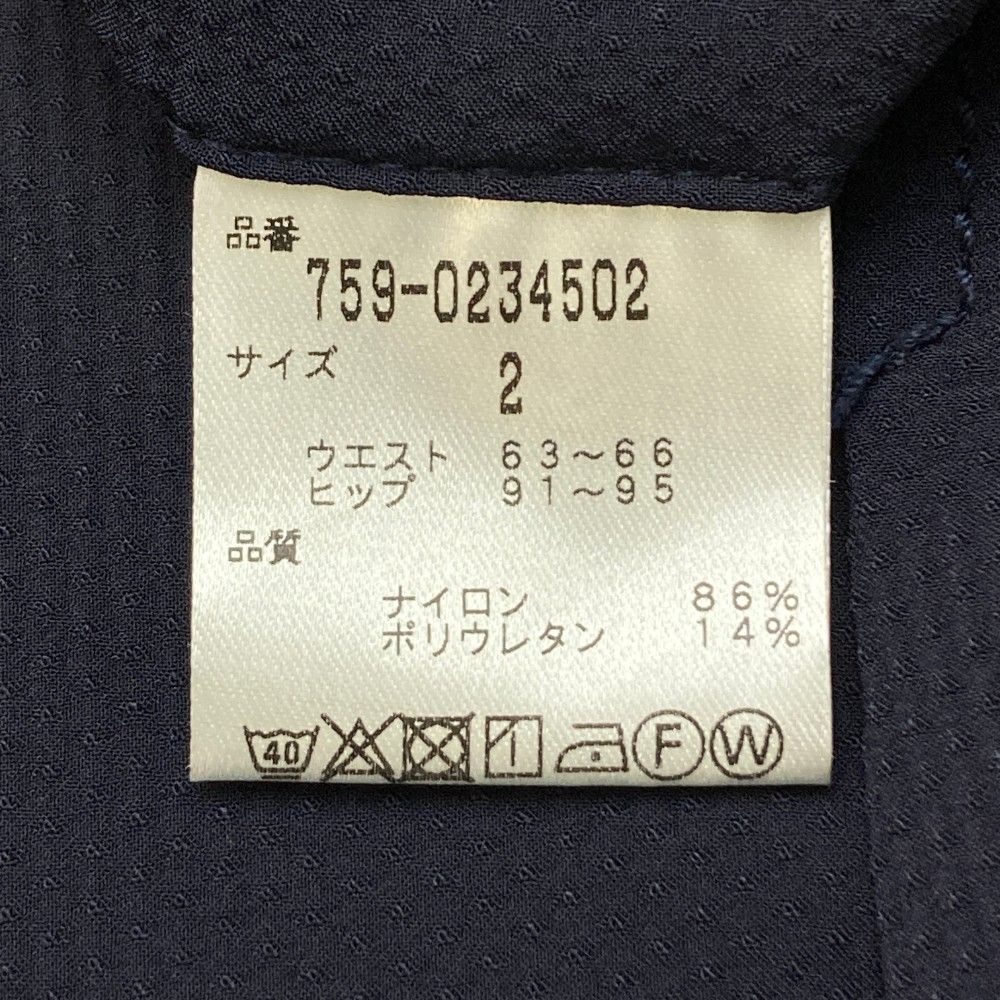 品番
759-0234502
サイズ 2
ウエスト 63～66
ヒップ 91～95
品質
ナイロン 86%
ポリウレタン 14%
40 F W